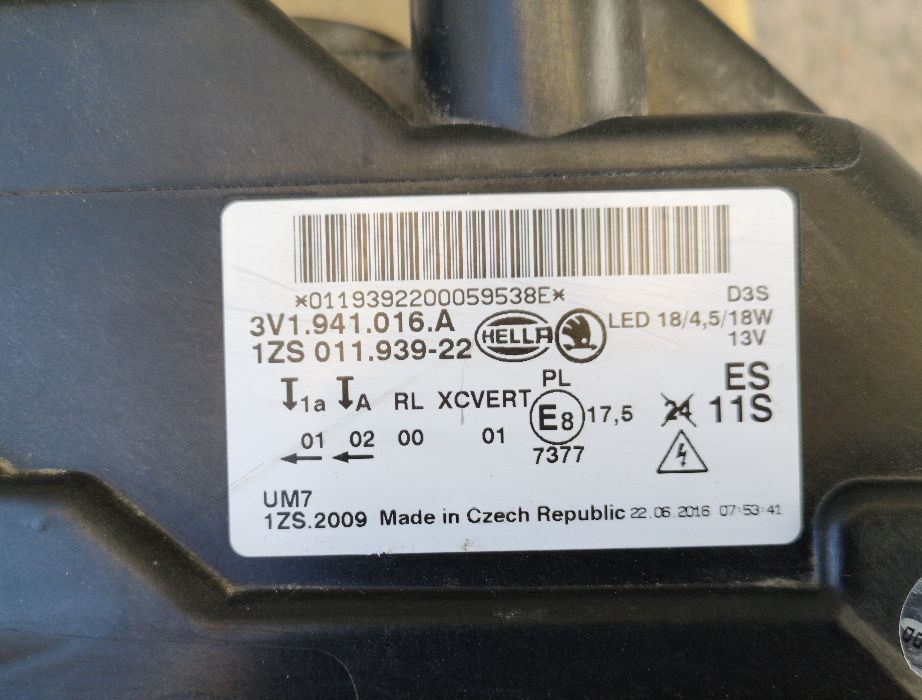 *0119392200059538E*
D3S
3V1.941.016.A
HELLA
LED 18/4,5/18W
1ZS 011.939-22
13V
PL
ES
1a A RL XCVERT
E8 17,5
24 11S
01 02 00 01
7377
UM7
1ZS.2009 Made in Czech Republic 22.06.2016 07:53:41